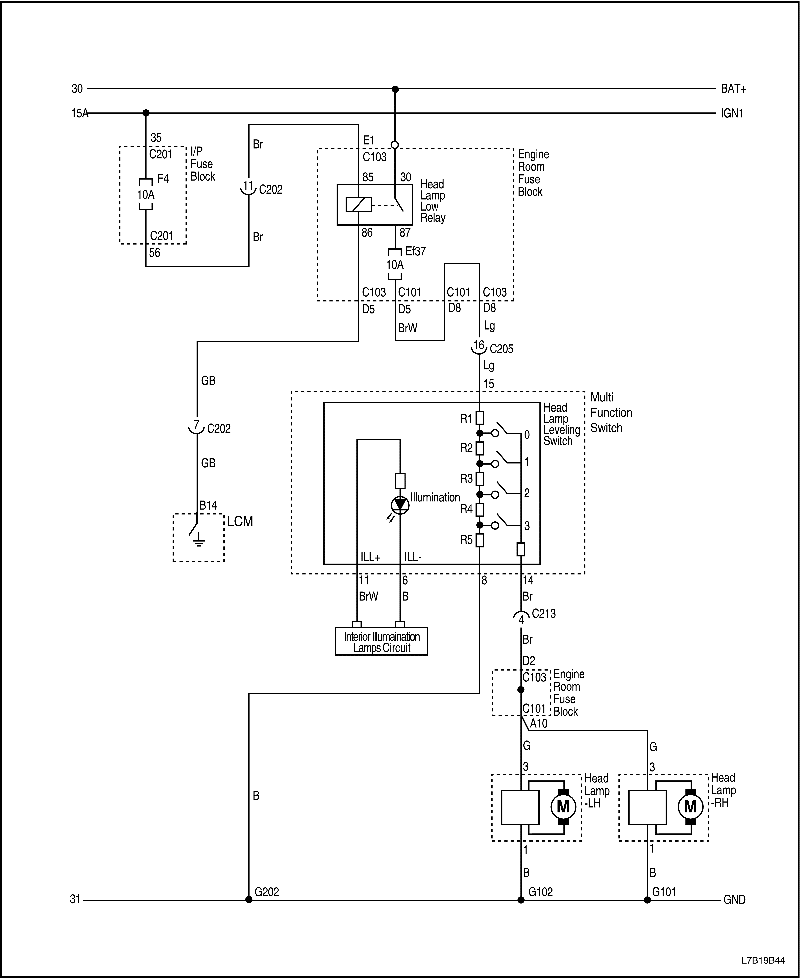 30 BAT+
15A IGN1
35
C201
I/P
Fuse
Block
F4
10A
C201
56
Br
11 C202
Br
E1
C103
Engine
Room
Fuse
Block
85 30
Head
Lamp
Low
Relay
86 87
Ef37
10A
C103 C101 C101 C103
D5 D5 D8 D8
BrW
Lg
16 C205
Lg
15
GB
7 C202
GB
B14
LCM
Multi
Function
Switch
Head
Lamp
Leveling
Switch
R1
0
R2
1
R3
2
R4
3
R5
Illumination
ILL+ ILL-
11 6 8 14
BrW B Br
Interior Illumaination
Lamps Circuit
C213
4
Br
D2
C103
Engine
Room
Fuse
Block
C101
A10
G G
3 3
Head
Lamp
-LH
M
Head
Lamp
-RH
M
1 1
B B B
31 G202 G102 G101 GND
L7B19B44